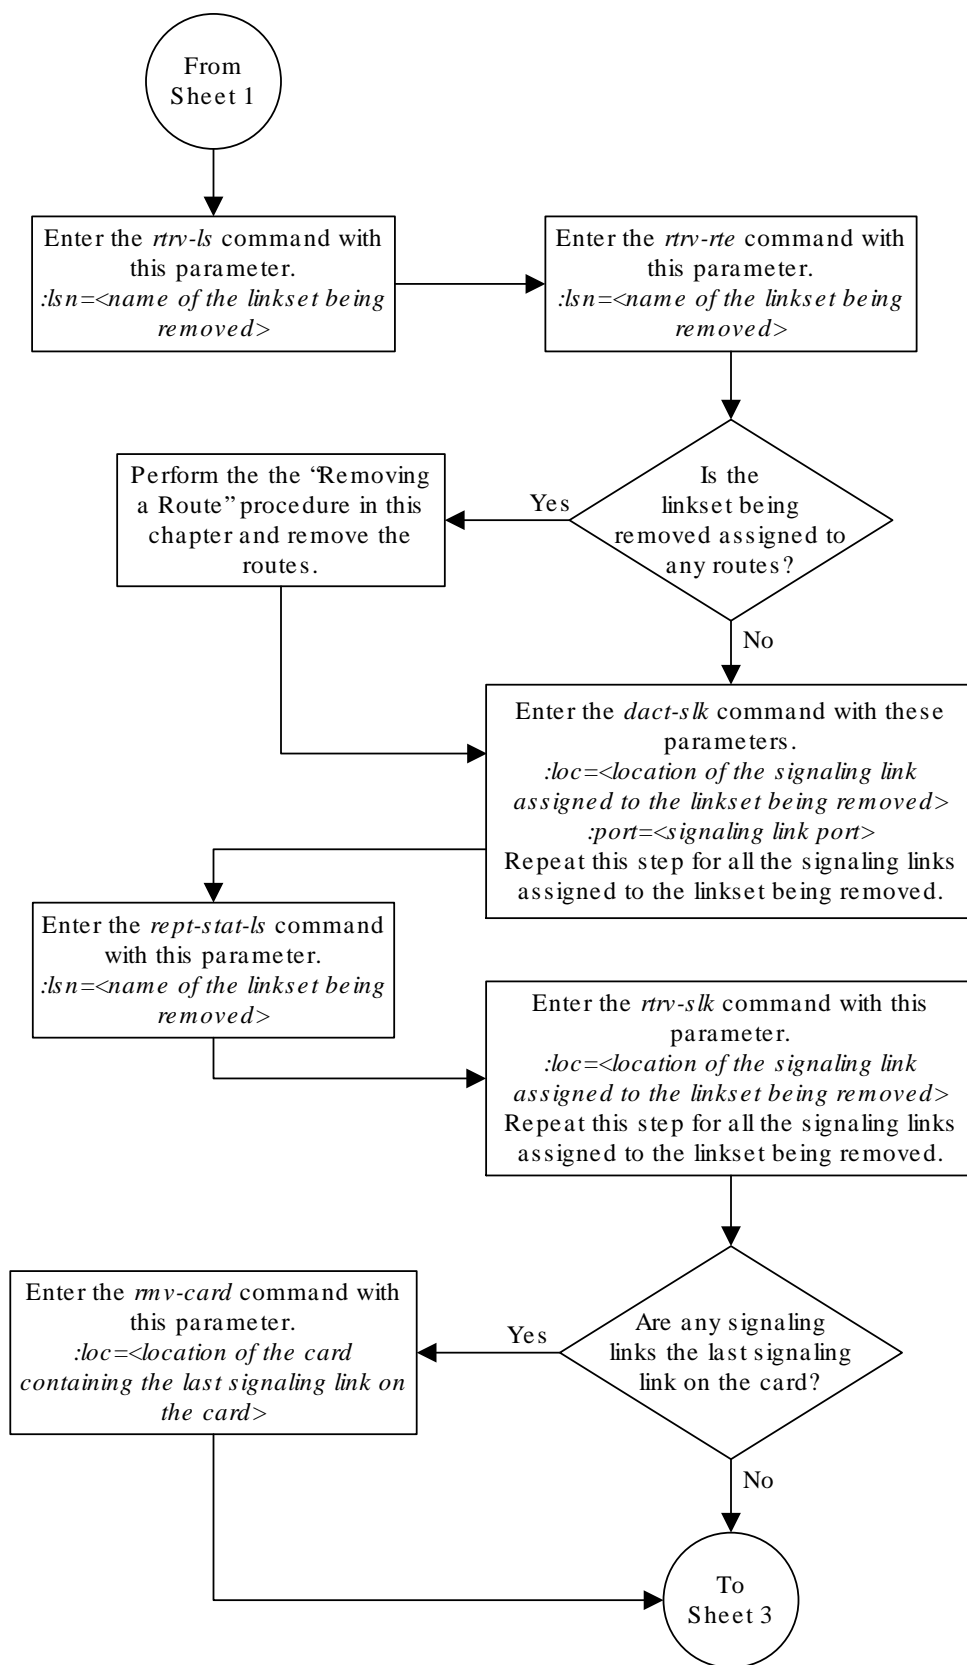 From
Sheet 1
Enter the rtrv-ls command with
this parameter.
:lsn=<name of the linkset being
removed>
Enter the rtrv-rte command with
this parameter.
:lsn=<name of the linkset being
removed>
Is the
linkset being
removed assigned to
any routes?
Yes
Perform the the “Removing
a Route” procedure in this
chapter and remove the
routes.
No
Enter the dact-slk command with these
parameters.
:loc=<location of the signaling link
assigned to the linkset being removed>
:port=<signaling link port>
Repeat this step for all the signaling links
assigned to the linkset being removed.
Enter the rept-stat-ls command
with this parameter.
:lsn=<name of the linkset being
removed>
Enter the rtrv-slk command with this
parameter.
:loc=<location of the signaling link
assigned to the linkset being removed>
Repeat this step for all the signaling links
assigned to the linkset being removed.
Are any signaling
links the last signaling
link on the card?
Yes
Enter the rmv-card command with
this parameter.
:loc=<location of the card
containing the last signaling link on
the card>
No
To
Sheet 3